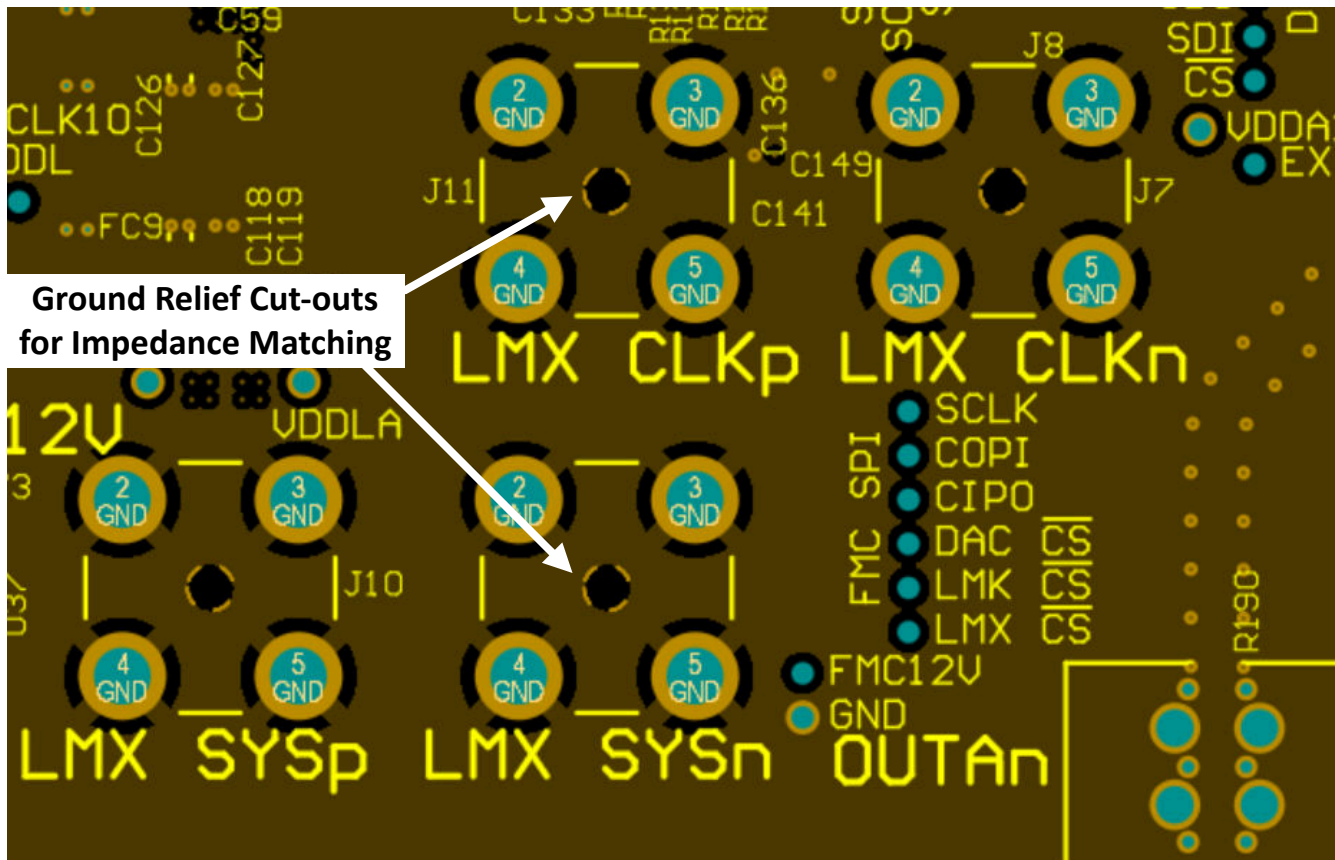 C59
C133
C127
C126
CLK10
DDL
FC9
C118
C119
J11
2
GND
3
GND
4
GND
5
GND
C136
C149
C141
J8
2
GND
3
GND
4
GND
5
GND
J7
SDI
CS
VDDA
EX
Ground Relief Cut-outs
for Impedance Matching
LMX CLKp
LMX CLKn
12V
VDDLA
2
GND
3
GND
4
GND
5
GND
J10
2
GND
3
GND
4
GND
5
GND
FMC SPI
SCLK
COPI
CIPO
DAC CS
LMK CS
LMX CS
FMC12V
GND
R190
LMX SYSp
LMX SYSn
OUTAn